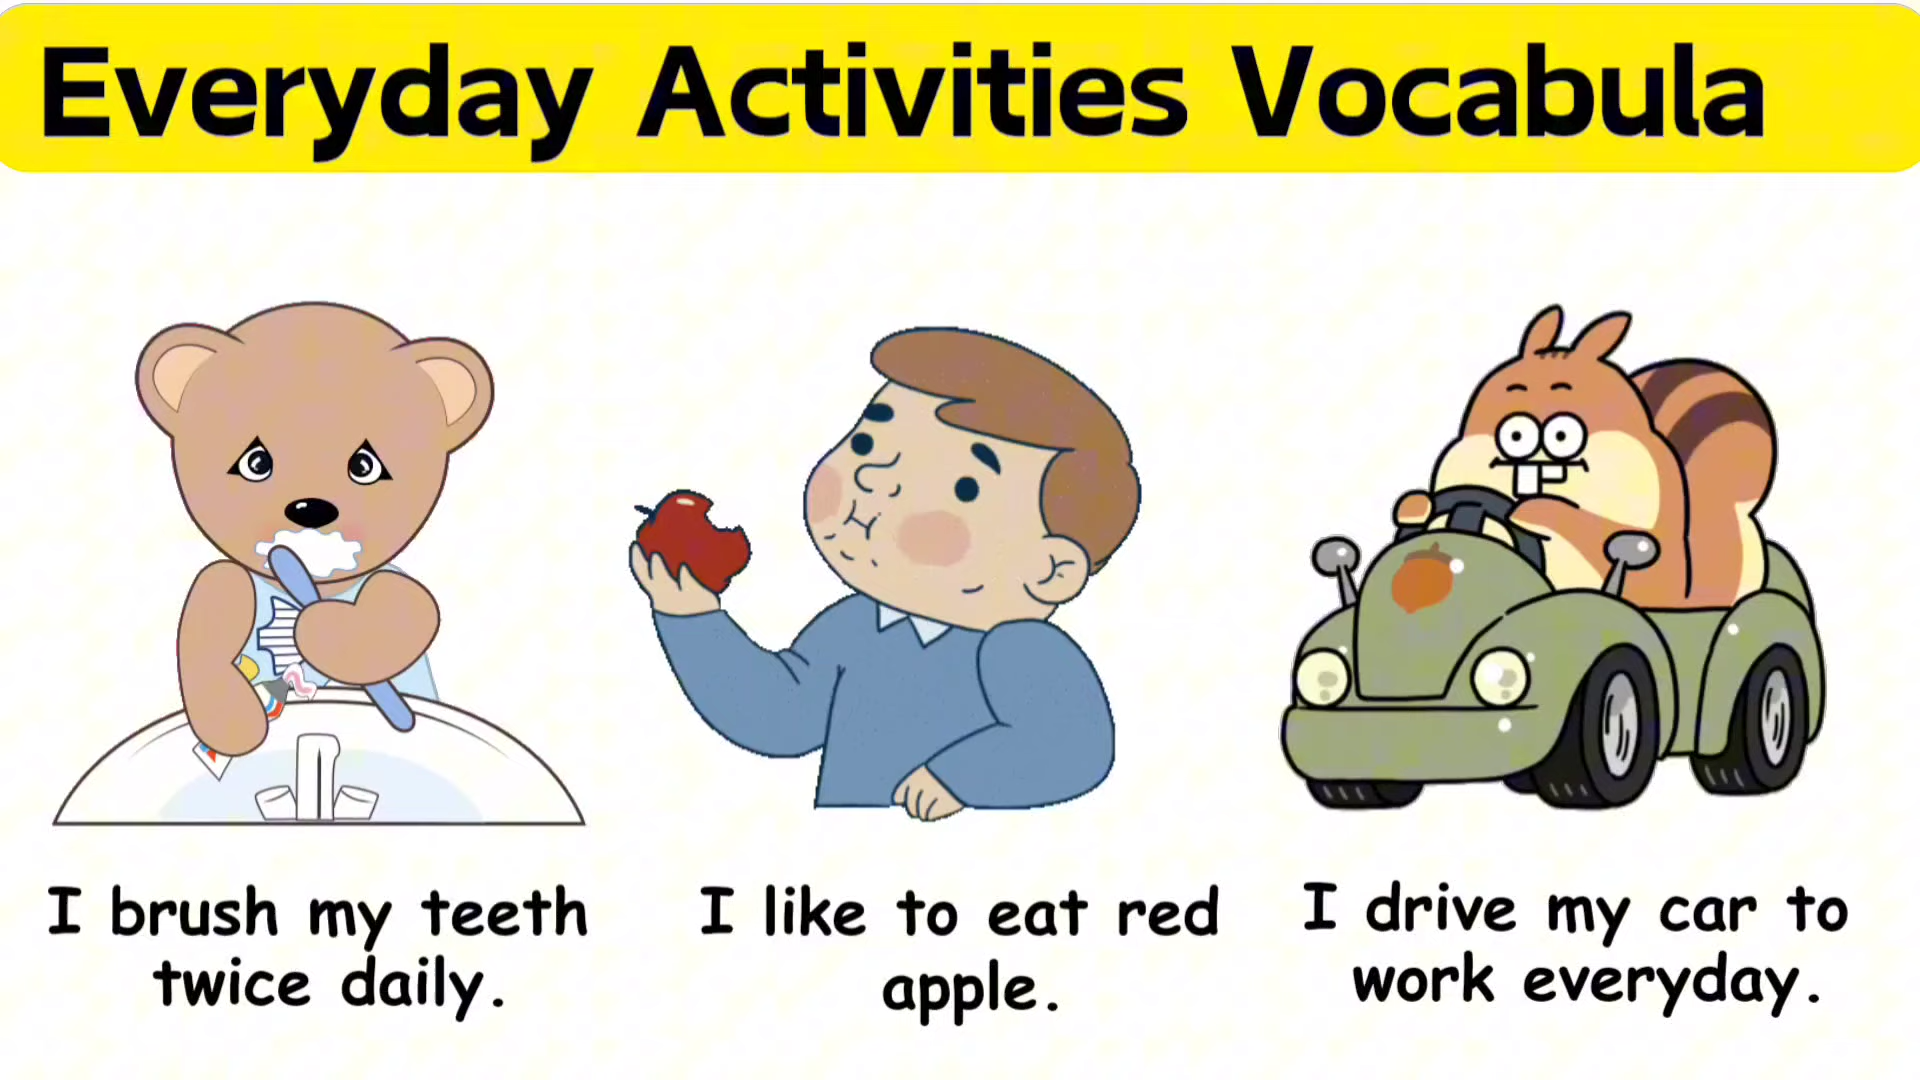 Everyday Activities Vocabula
I brush my teeth
twice daily.
I like to eat red
apple.
I drive my car to
work everyday.